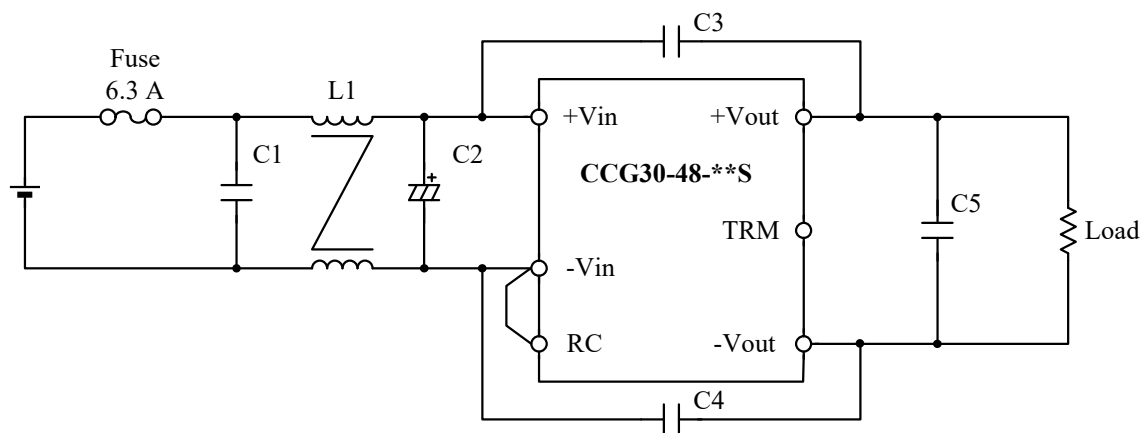 C3
Fuse
6.3 A
L1
+Vin
+Vout
C1
C2
+
CCG30-48-**S
C5
TRM
Load
-Vin
RC
-Vout
C4